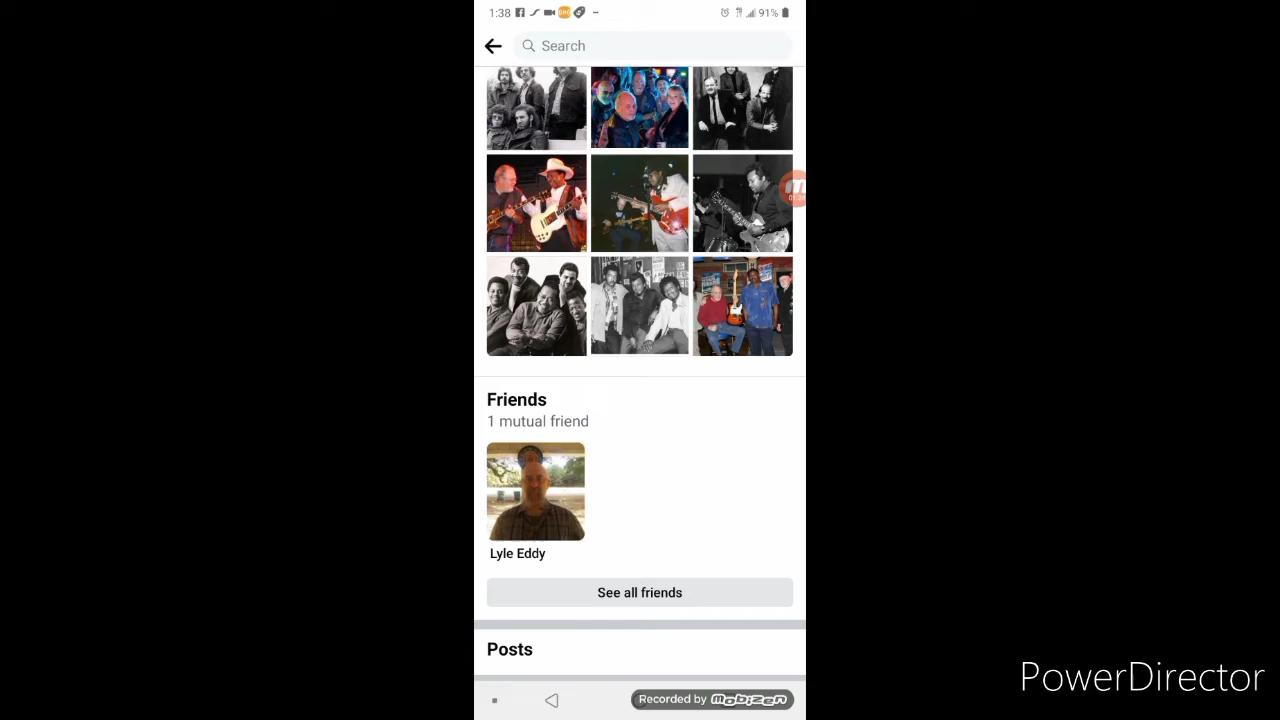 1:38
91%
Search
Friends
1 mutual friend
Lyle Eddy
See all friends
Posts
Recorded by mobizen
PowerDirector